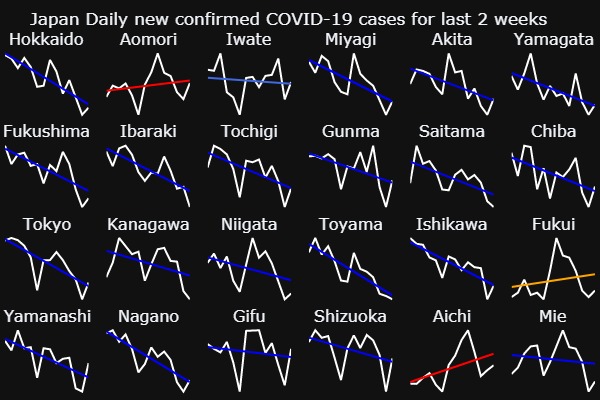 Japan Daily new confirmed COVID-19 cases for last 2 weeks
Hokkaido Aomori Iwate Miyagi Akita Yamagata
Fukushima Ibaraki Tochigi Gunma Saitama Chiba
Tokyo Kanagawa Niigata Toyama Ishikawa Fukui
Yamanashi Nagano Gifu Shizuoka Aichi Mie